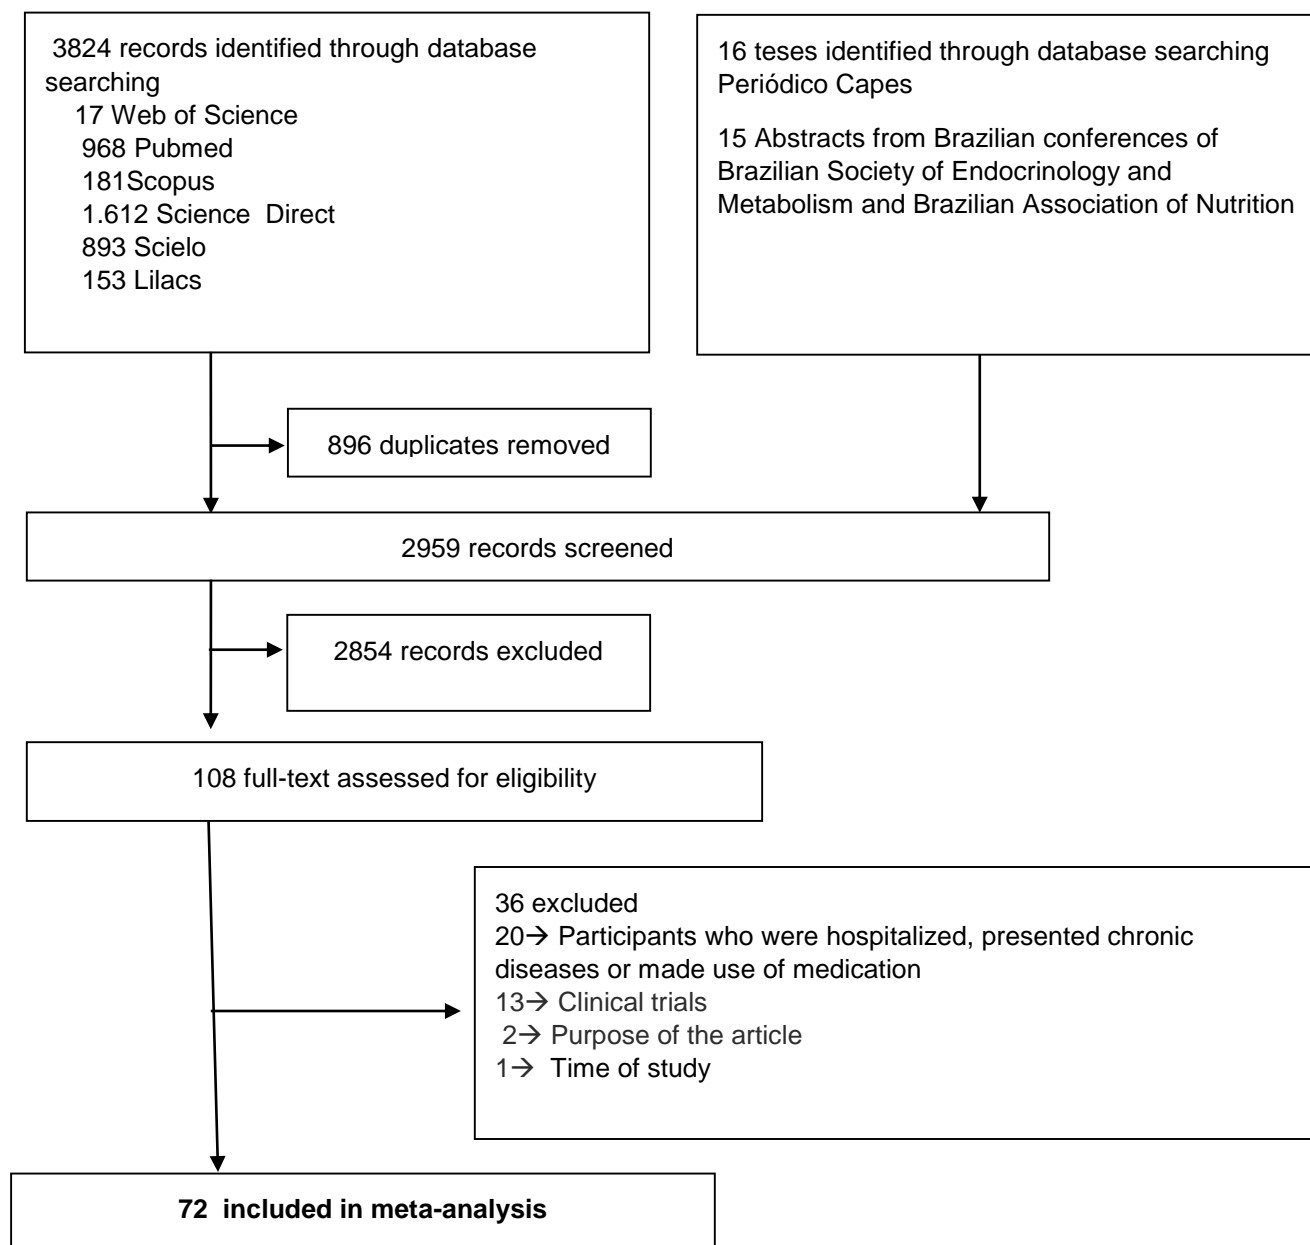 3824 records identified through database
searching
17 Web of Science
968 Pubmed
181Scopus
1.612 Science Direct
893 Scielo
153 Lilacs
16 teses identified through database searching
Periódico Capes
15 Abstracts from Brazilian conferences of
Brazilian Society of Endocrinology and
Metabolism and Brazilian Association of Nutrition
896 duplicates removed
2959 records screened
2854 records excluded
108 full-text assessed for eligibility
36 excluded
20→ Participants who were hospitalized, presented chronic
diseases or made use of medication
13→ Clinical trials
2→ Purpose of the article
1→ Time of study
72 included in meta-analysis